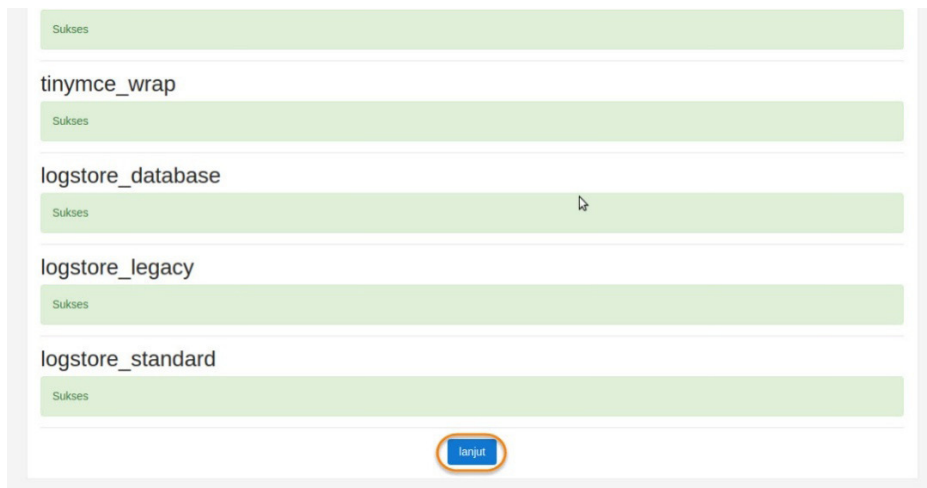 Sukses
tinymce_wrap
Sukses
logstore_database
Sukses
logstore_legacy
Sukses
logstore_standard
Sukses
lanjut